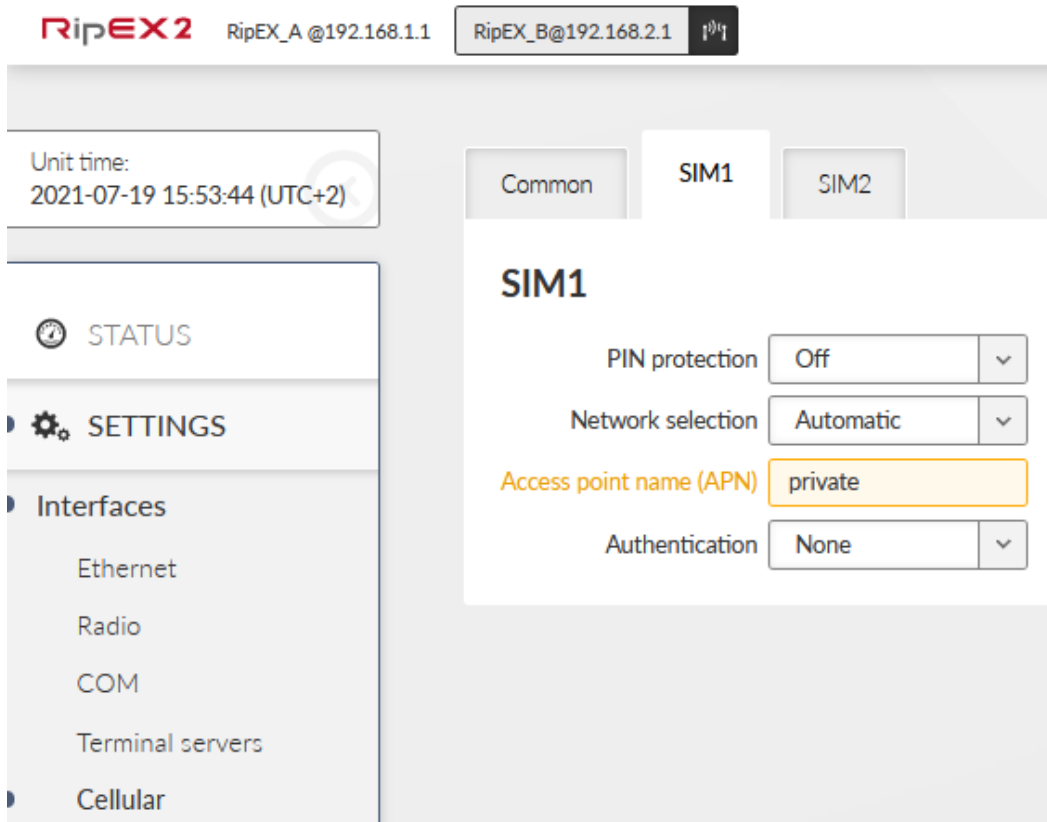 RipEX2 RipEX_A @192.168.1.1 RipEX_B@192.168.2.1
Unit time:
2021-07-19 15:53:44 (UTC+2)
STATUS
SETTINGS
Interfaces
Ethernet
Radio
COM
Terminal servers
Cellular
Common SIM1 SIM2
SIM1
PIN protection Off
Network selection Automatic
Access point name (APN) private
Authentication None